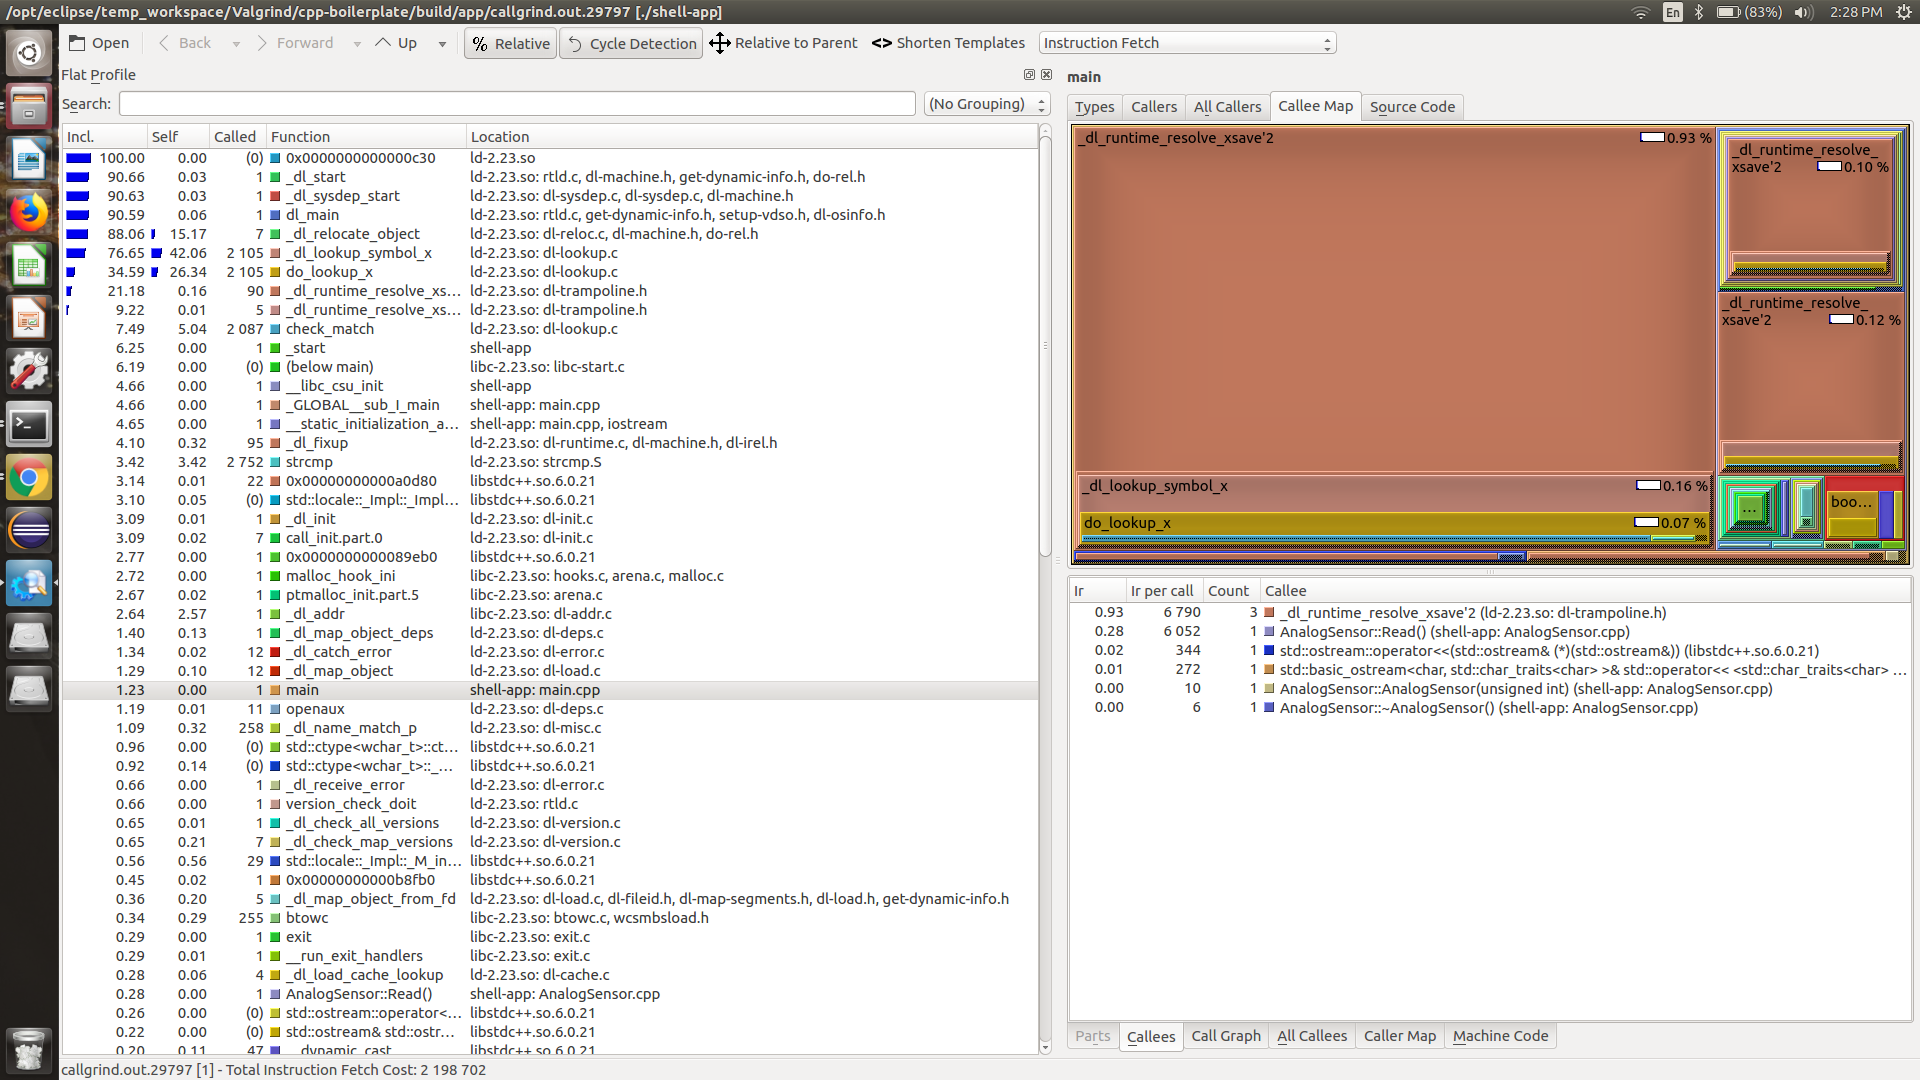 /opt/eclipse/temp_workspace/Valgrind/cpp-boilerplate/build/app/callgrind.out.29797 [./shell-app]
En (83%) 2:28 PM
Open Back Forward Up % Relative Cycle Detection Relative to Parent <> Shorten Templates Instruction Fetch
Flat Profile
Search: (No Grouping)
Incl. Self Called Function Location
100.00 0.00 (0) 0x0000000000000c30 ld-2.23.so
90.66 0.03 1 _dl_start ld-2.23.so: rtld.c, dl-machine.h, get-dynamic-info.h, do-rel.h
90.63 0.03 1 _dl_sysdep_start ld-2.23.so: dl-sysdep.c, dl-sysdep.c, dl-machine.h
90.59 0.06 1 dl_main ld-2.23.so: rtld.c, get-dynamic-info.h, setup-vdso.h, dl-osinfo.h
88.06 15.17 7 _dl_relocate_object ld-2.23.so: dl-reloc.c, dl-machine.h, do-rel.h
76.65 42.06 2 105 _dl_lookup_symbol_x ld-2.23.so: dl-lookup.c
34.59 26.34 2 105 do_lookup_x ld-2.23.so: dl-lookup.c
21.18 0.16 90 _dl_runtime_resolve_xs... ld-2.23.so: dl-trampoline.h
9.22 0.01 5 _dl_runtime_resolve_xs... ld-2.23.so: dl-trampoline.h
7.49 5.04 2 087 check_match ld-2.23.so: dl-lookup.c
6.25 0.00 1 _start shell-app
6.19 0.00 (0) (below main) libc-2.23.so: libc-start.c
4.66 0.00 1 __libc_csu_init shell-app
4.66 0.00 1 _GLOBAL__sub_I_main shell-app: main.cpp
4.65 0.00 1 __static_initialization_a... shell-app: main.cpp, iostream
4.10 0.32 95 _dl_fixup ld-2.23.so: dl-runtime.c, dl-machine.h, dl-irel.h
3.42 3.42 2 752 strcmp ld-2.23.so: strcmp.S
3.14 0.01 22 0x00000000000a0d80 libstdc++.so.6.0.21
3.10 0.05 (0) std::locale::_Impl::_Impl... libstdc++.so.6.0.21
3.09 0.01 1 _dl_init ld-2.23.so: dl-init.c
3.09 0.02 7 call_init.part.0 ld-2.23.so: dl-init.c
2.77 0.00 1 0x0000000000089eb0 libstdc++.so.6.0.21
2.72 0.00 1 malloc_hook_ini libc-2.23.so: hooks.c, arena.c, malloc.c
2.67 0.02 1 ptmalloc_init.part.5 libc-2.23.so: arena.c
2.64 2.57 1 _dl_addr libc-2.23.so: dl-addr.c
1.40 0.13 1 _dl_map_object_deps ld-2.23.so: dl-deps.c
1.34 0.02 12 _dl_catch_error ld-2.23.so: dl-error.c
1.29 0.10 12 _dl_map_object ld-2.23.so: dl-load.c
1.23 0.00 1 main shell-app: main.cpp
1.19 0.01 11 openaux ld-2.23.so: dl-deps.c
1.09 0.32 258 _dl_name_match_p ld-2.23.so: dl-misc.c
0.96 0.00 (0) std::ctype<wchar_t>::ct... libstdc++.so.6.0.21
0.92 0.14 (0) std::ctype<wchar_t>::_... libstdc++.so.6.0.21
0.66 0.00 1 _dl_receive_error ld-2.23.so: dl-error.c
0.66 0.00 1 version_check_doit ld-2.23.so: rtld.c
0.65 0.01 1 _dl_check_all_versions ld-2.23.so: dl-version.c
0.65 0.21 7 _dl_check_map_versions ld-2.23.so: dl-version.c
0.56 0.56 29 std::locale::_Impl::_M_in... libstdc++.so.6.0.21
0.45 0.02 1 0x00000000000b8fb0 libstdc++.so.6.0.21
0.36 0.20 5 _dl_map_object_from_fd ld-2.23.so: dl-load.c, dl-fileid.h, dl-map-segments.h, dl-load.h, get-dynamic-info.h
0.34 0.29 255 btowc libc-2.23.so: btowc.c, wcsmbsload.h
0.29 0.00 1 exit libc-2.23.so: exit.c
0.29 0.01 1 __run_exit_handlers libc-2.23.so: exit.c
0.28 0.06 4 _dl_load_cache_lookup ld-2.23.so: dl-cache.c
0.28 0.00 1 AnalogSensor::Read() shell-app: AnalogSensor.cpp
0.26 0.00 (0) std::ostream::operator<... libstdc++.so.6.0.21
0.22 0.00 (0) std::ostream& std::ostr... libstdc++.so.6.0.21
0.20 0.11 47 __dynamic_cast libstdc++.so.6.0.21
main
Types Callers All Callers Callee Map Source Code
_dl_runtime_resolve_xsave'2 0.93 %
_dl_runtime_resolve_
xsave'2 0.10 %
_dl_runtime_resolve_
xsave'2 0.12 %
_dl_lookup_symbol_x 0.16 %
do_lookup_x 0.07 %
...
boo...
Ir Ir per call Count Callee
0.93 6 790 3 _dl_runtime_resolve_xsave'2 (ld-2.23.so: dl-trampoline.h)
0.28 6 052 1 AnalogSensor::Read() (shell-app: AnalogSensor.cpp)
0.02 344 1 std::ostream::operator<<(std::ostream& (*)(std::ostream&)) (libstdc++.so.6.0.21)
0.01 272 1 std::basic_ostream<char, std::char_traits<char> >& std::operator<< <std::char_traits<char> ...
0.00 10 1 AnalogSensor::AnalogSensor(unsigned int) (shell-app: AnalogSensor.cpp)
0.00 6 1 AnalogSensor::~AnalogSensor() (shell-app: AnalogSensor.cpp)
Parts Callees Call Graph All Callees Caller Map Machine Code
callgrind.out.29797 [1] - Total Instruction Fetch Cost: 2 198 702